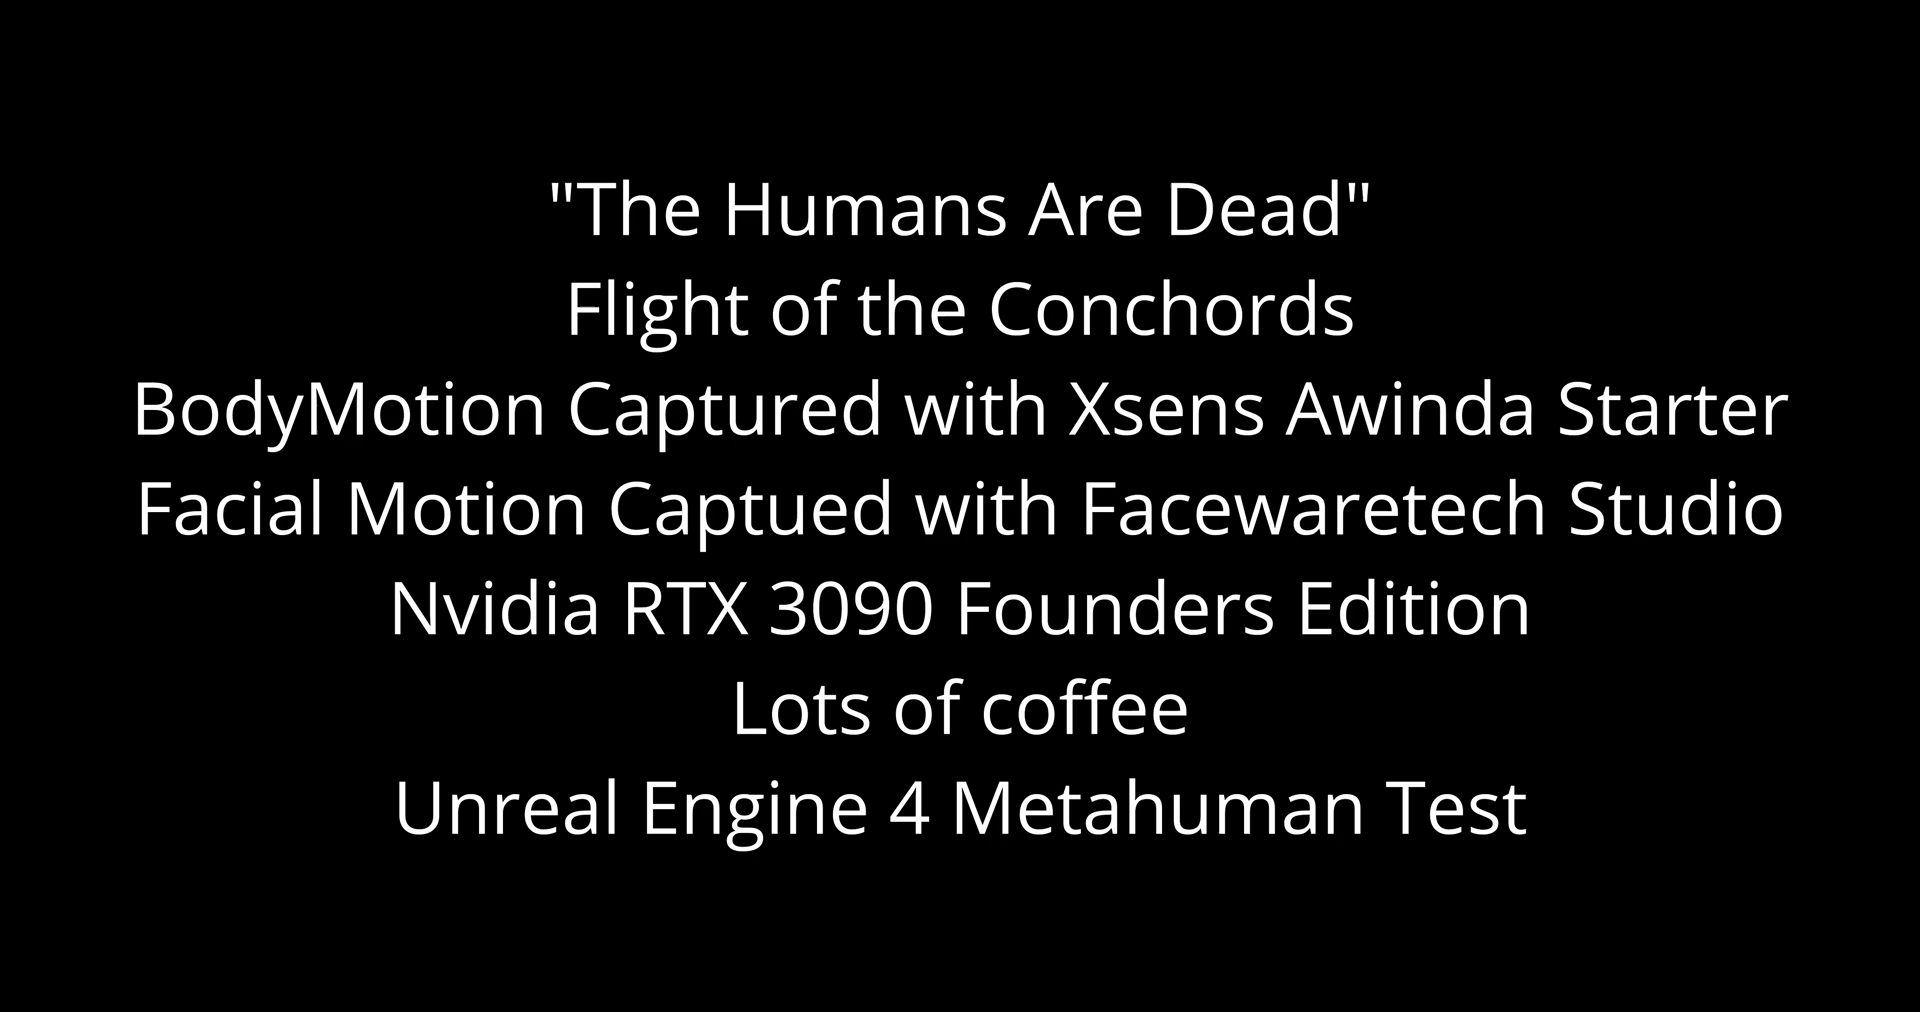 "The Humans Are Dead"
Flight of the Conchords
BodyMotion Captured with Xsens Awinda Starter
Facial Motion Captued with Facewaretech Studio
Nvidia RTX 3090 Founders Edition
Lots of coffee
Unreal Engine 4 Metahuman Test